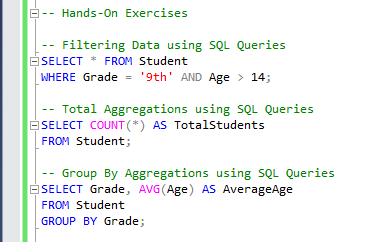 -- Hands-On Exercises
-- Filtering Data using SQL Queries
SELECT * FROM Student
WHERE Grade = '9th' AND Age > 14;
-- Total Aggregations using SQL Queries
SELECT COUNT(*) AS TotalStudents
FROM Student;
-- Group By Aggregations using SQL Queries
SELECT Grade, AVG(Age) AS AverageAge
FROM Student
GROUP BY Grade;